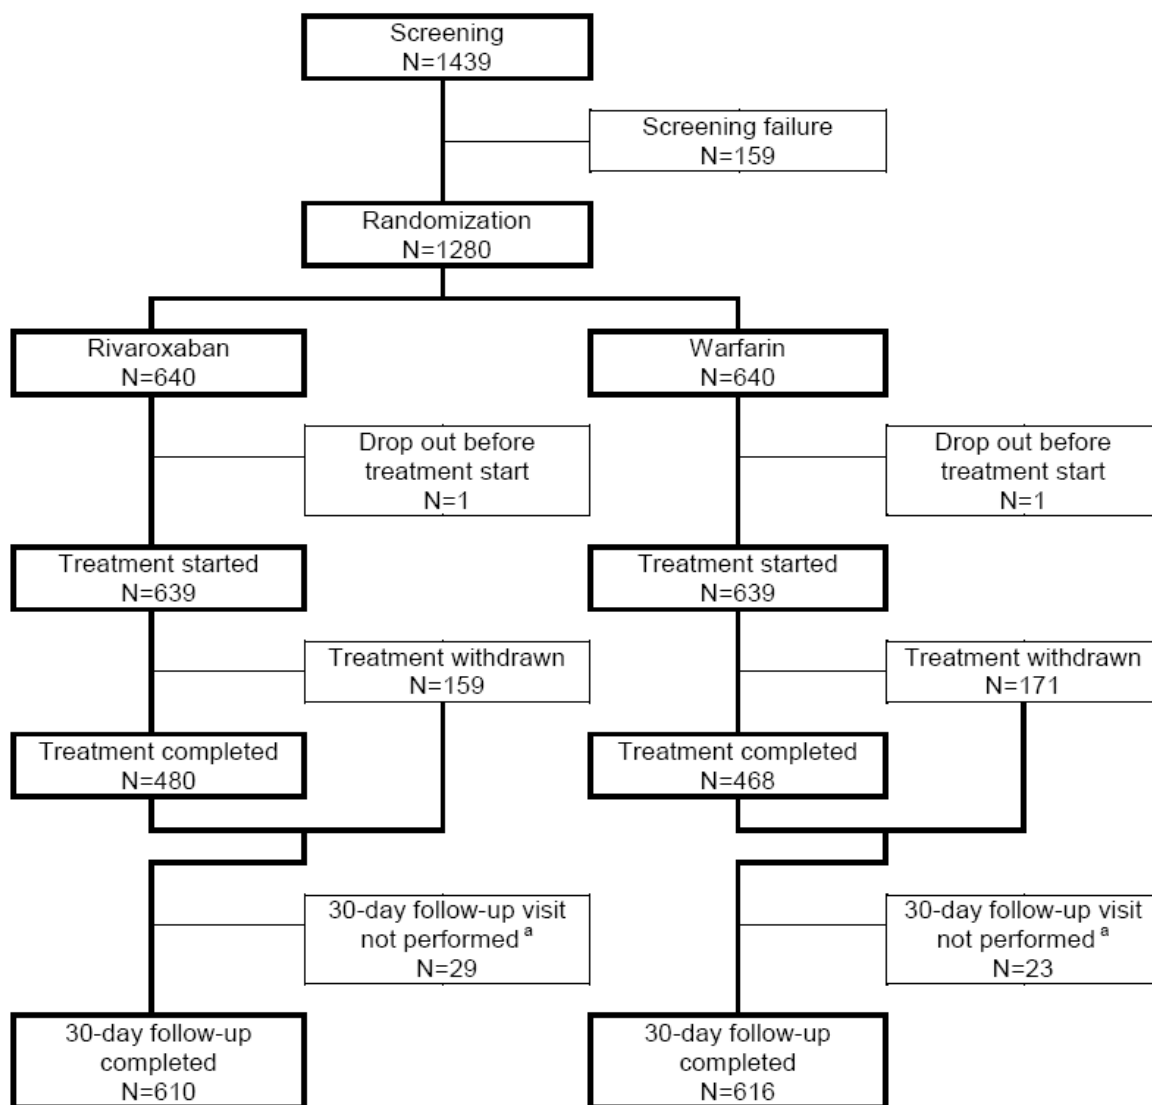 Screening
N=1439
Screening failure
N=159
Randomization
N=1280
Rivaroxaban
N=640
Warfarin
N=640
Drop out before
treatment start
N=1
Drop out before
treatment start
N=1
Treatment started
N=639
Treatment started
N=639
Treatment withdrawn
N=159
Treatment withdrawn
N=171
Treatment completed
N=480
Treatment completed
N=468
30-day follow-up visit
not performed a
N=29
30-day follow-up visit
not performed a
N=23
30-day follow-up
completed
N=610
30-day follow-up
completed
N=616